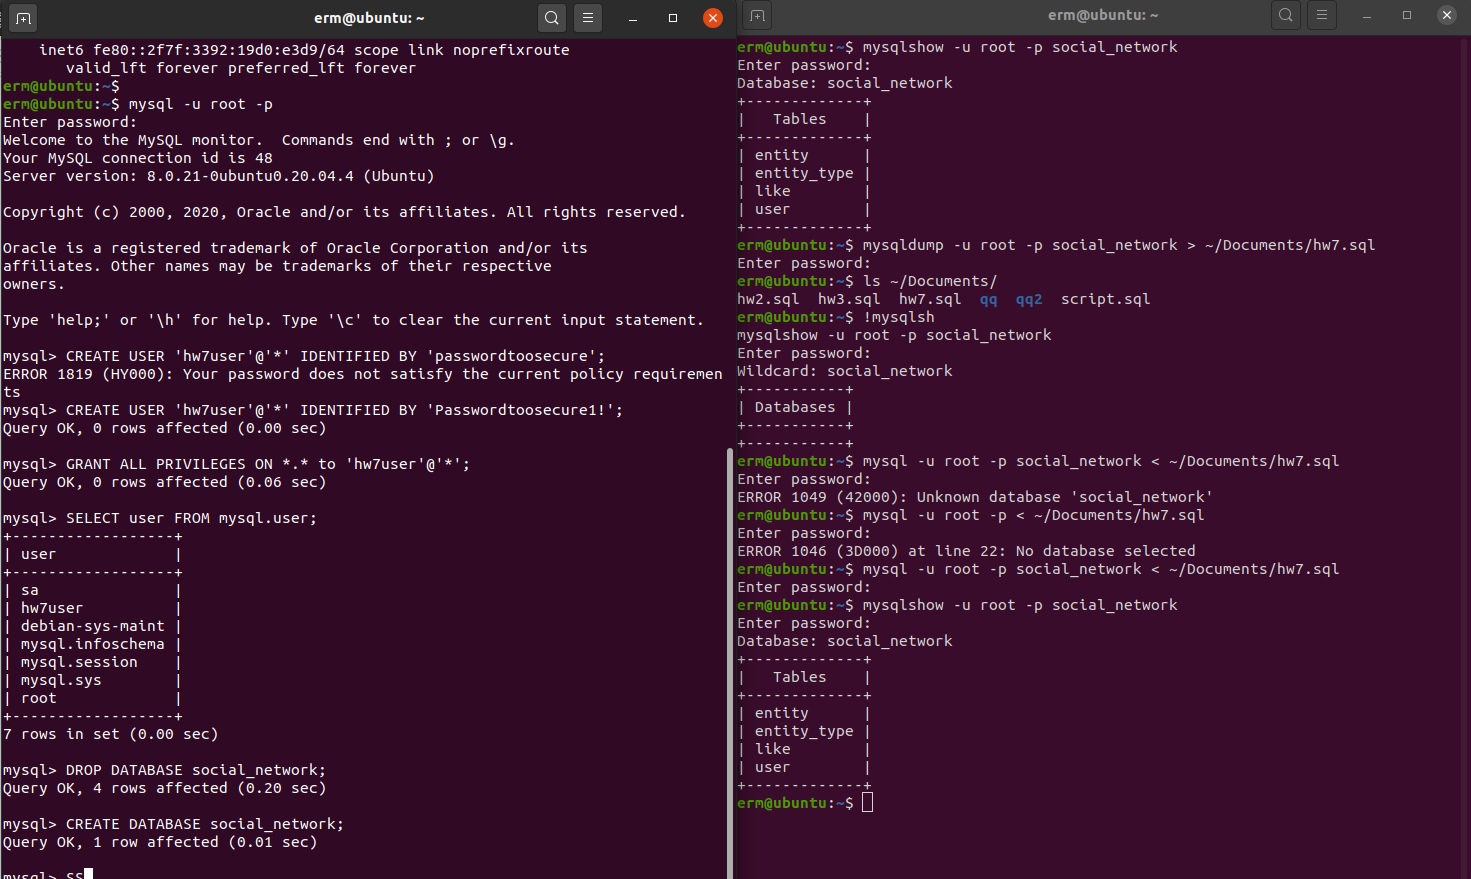 erm@ubuntu: ~
    inet6 fe80::2f7f:3392:19d0:e3d9/64 scope link noprefixroute
       valid_lft forever preferred_lft forever
erm@ubuntu:~$
erm@ubuntu:~$ mysql -u root -p
Enter password:
Welcome to the MySQL monitor.  Commands end with ; or \g.
Your MySQL connection id is 48
Server version: 8.0.21-0ubuntu0.20.04.4 (Ubuntu)

Copyright (c) 2000, 2020, Oracle and/or its affiliates. All rights reserved.

Oracle is a registered trademark of Oracle Corporation and/or its
affiliates. Other names may be trademarks of their respective
owners.

Type 'help;' or '\h' for help. Type '\c' to clear the current input statement.

mysql> CREATE USER 'hw7user'@'*' IDENTIFIED BY 'passwordtoosecure';
ERROR 1819 (HY000): Your password does not satisfy the current policy requiremen
ts
mysql> CREATE USER 'hw7user'@'*' IDENTIFIED BY 'Passwordtoosecure1!';
Query OK, 0 rows affected (0.00 sec)

mysql> GRANT ALL PRIVILEGES ON *.* to 'hw7user'@'*';
Query OK, 0 rows affected (0.06 sec)

mysql> SELECT user FROM mysql.user;
+------------------+
| user             |
+------------------+
| sa               |
| hw7user          |
| debian-sys-maint |
| mysql.infoschema |
| mysql.session    |
| mysql.sys        |
| root             |
+------------------+
7 rows in set (0.00 sec)

mysql> DROP DATABASE social_network;
Query OK, 4 rows affected (0.20 sec)

mysql> CREATE DATABASE social_network;
Query OK, 1 row affected (0.01 sec)

mysql> SS
erm@ubuntu: ~
erm@ubuntu:~$ mysqlshow -u root -p social_network
Enter password:
Database: social_network
+-------------+
|   Tables    |
+-------------+
| entity      |
| entity_type |
| like        |
| user        |
+-------------+
erm@ubuntu:~$ mysqldump -u root -p social_network > ~/Documents/hw7.sql
Enter password:
erm@ubuntu:~$ ls ~/Documents/
hw2.sql  hw3.sql  hw7.sql  qq  qq2  script.sql
erm@ubuntu:~$ !mysqlsh
mysqlshow -u root -p social_network
Enter password:
Wildcard: social_network
+-----------+
| Databases |
+-----------+
+-----------+
erm@ubuntu:~$ mysql -u root -p social_network < ~/Documents/hw7.sql
Enter password:
ERROR 1049 (42000): Unknown database 'social_network'
erm@ubuntu:~$ mysql -u root -p < ~/Documents/hw7.sql
Enter password:
ERROR 1046 (3D000) at line 22: No database selected
erm@ubuntu:~$ mysql -u root -p social_network < ~/Documents/hw7.sql
Enter password:
erm@ubuntu:~$ mysqlshow -u root -p social_network
Enter password:
Database: social_network
+-------------+
|   Tables    |
+-------------+
| entity      |
| entity_type |
| like        |
| user        |
+-------------+
erm@ubuntu:~$